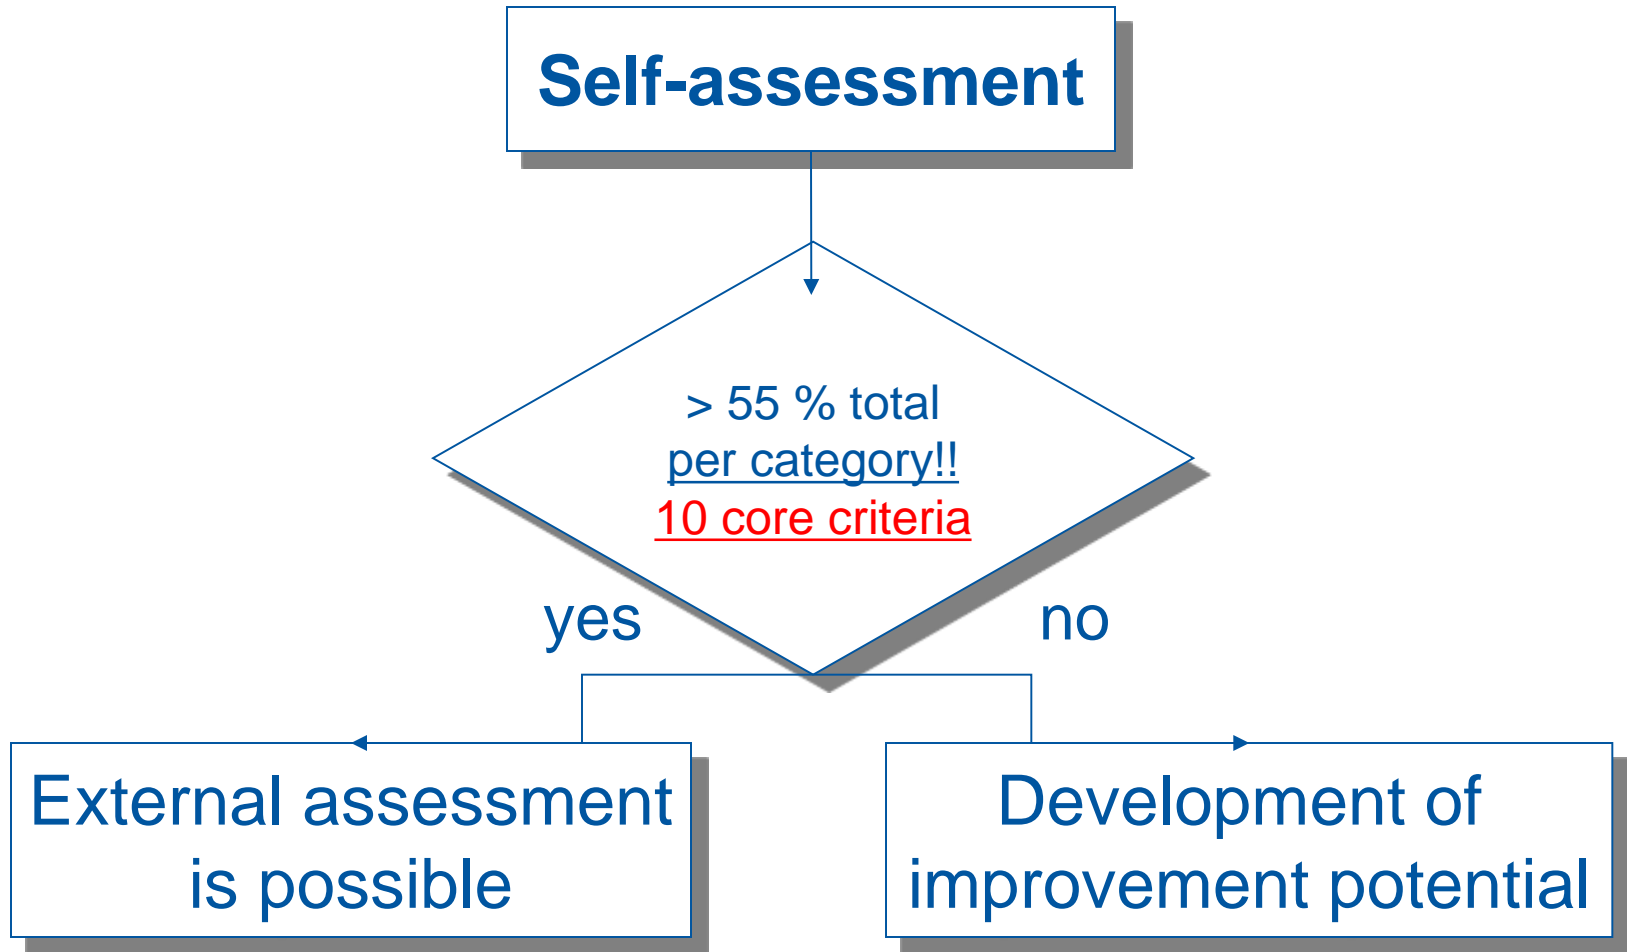 Self-assessment
> 55 % total
per category!!
10 core criteria
yes
no
External assessment
is possible
Development of
improvement potential